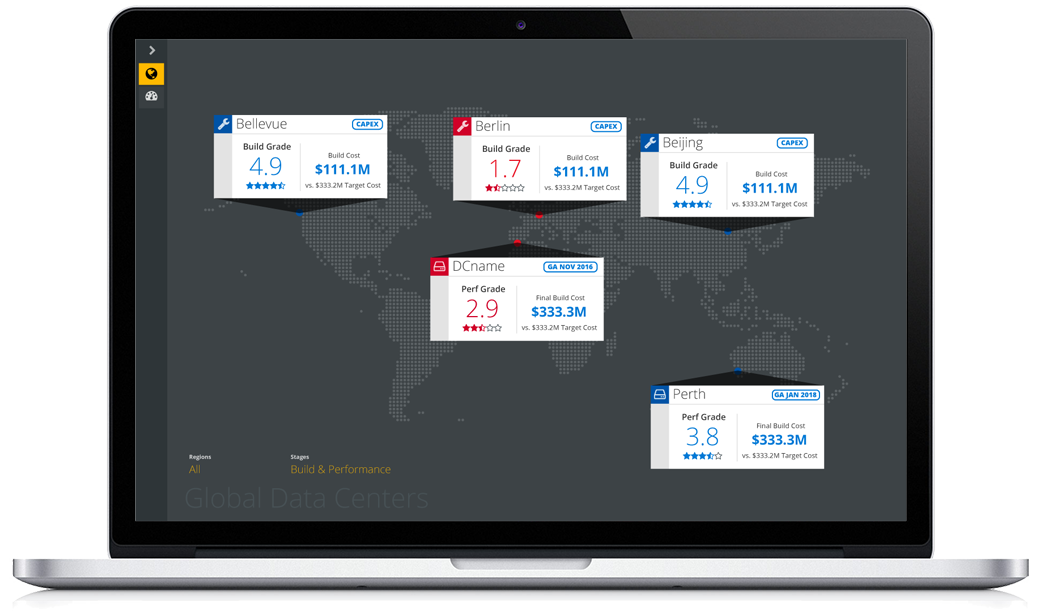 Bellevue
CAPEX
Build Grade
4.9
Build Cost
$111.1M
vs. $333.2M Target Cost
Berlin
CAPEX
Build Grade
1.7
Build Cost
$111.1M
vs. $333.2M Target Cost
Beijing
CAPEX
Build Grade
4.9
Build Cost
$111.1M
vs. $333.2M Target Cost
DCname
GA NOV 2016
Perf Grade
2.9
Final Build Cost
$333.3M
vs. $333.2M Target Cost
Perth
GA JAN 2018
Perf Grade
3.8
Final Build Cost
$333.3M
vs. $333.2M Target Cost
Regions
All
Stages
Build & Performance
Global Data Centers